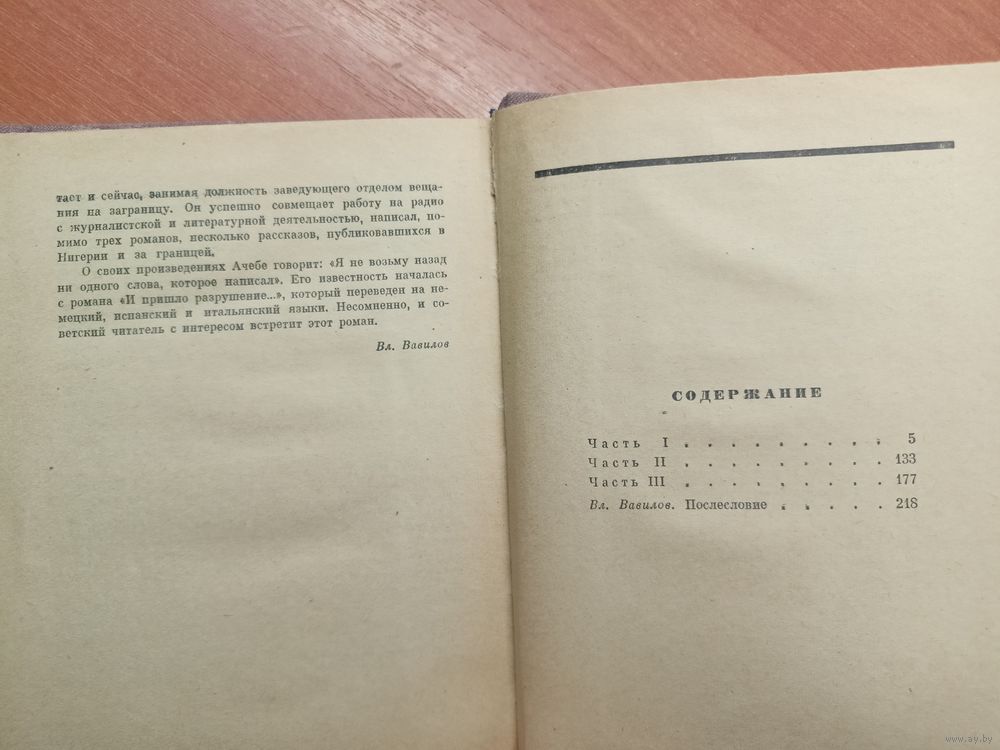 тает и сейчас, занимая должность заведующего отделом веща-
ния на заграницу. Он успешно совмещает работу на радио
с журналистской и литературной деятельностью, написал, по-
мимо трех романов, несколько рассказов, публиковавшихся в
Нигерии и за границей.
О своих произведениях Ачебе говорит: «Я не возьму назад
ни одного слова, которое написал». Его известность началась
с романа «И пришло разрушение...», который переведен на не-
мецкий, испанский и итальянский языки. Несомненно, и со-
ветский читатель с интересом встретит этот роман.
Вл. Вавилов
СОДЕРЖАНИЕ
Часть I . . . . . . . . . 5
Часть II . . . . . . . . . 133
Часть III . . . . . . . . . 177
Вл. Вавилов. Послесловие . . . . . 218
www.ay.by